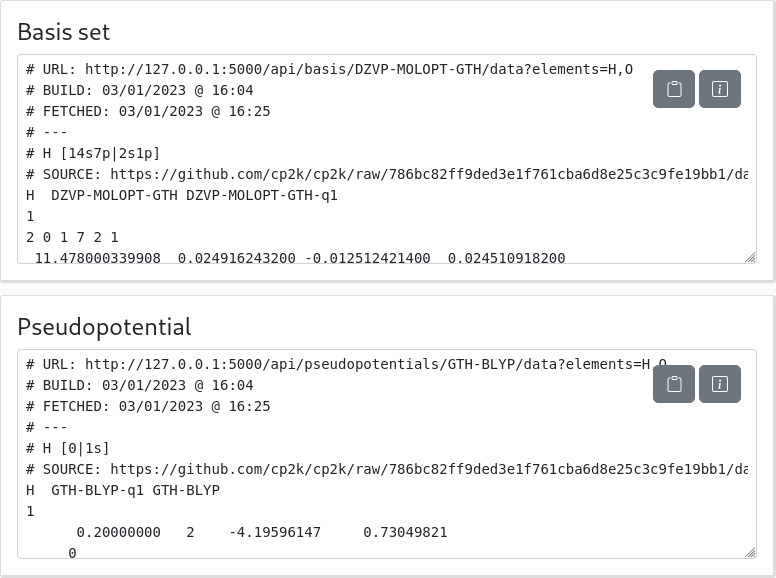 Basis set
# URL: http://127.0.0.1:5000/api/basis/DZVP-MOLOPT-GTH/data?elements=H,O
# BUILD: 03/01/2023 @ 16:04
# FETCHED: 03/01/2023 @ 16:25
# ---
# H [14s7p|2s1p]
# SOURCE: https://github.com/cp2k/cp2k/raw/786bc82ff9ded3e1f761cba6d8e25c3c9fe19bb1/da
H  DZVP-MOLOPT-GTH DZVP-MOLOPT-GTH-q1
1
2 0 1 7 2 1
 11.478000339908  0.024916243200 -0.012512421400  0.024510918200
Pseudopotential
# URL: http://127.0.0.1:5000/api/pseudopotentials/GTH-BLYP/data?elements=H,O
# BUILD: 03/01/2023 @ 16:04
# FETCHED: 03/01/2023 @ 16:25
# ---
# H [0|1s]
# SOURCE: https://github.com/cp2k/cp2k/raw/786bc82ff9ded3e1f761cba6d8e25c3c9fe19bb1/da
H  GTH-BLYP-q1 GTH-BLYP
1
      0.20000000   2    -4.19596147     0.73049821
     0